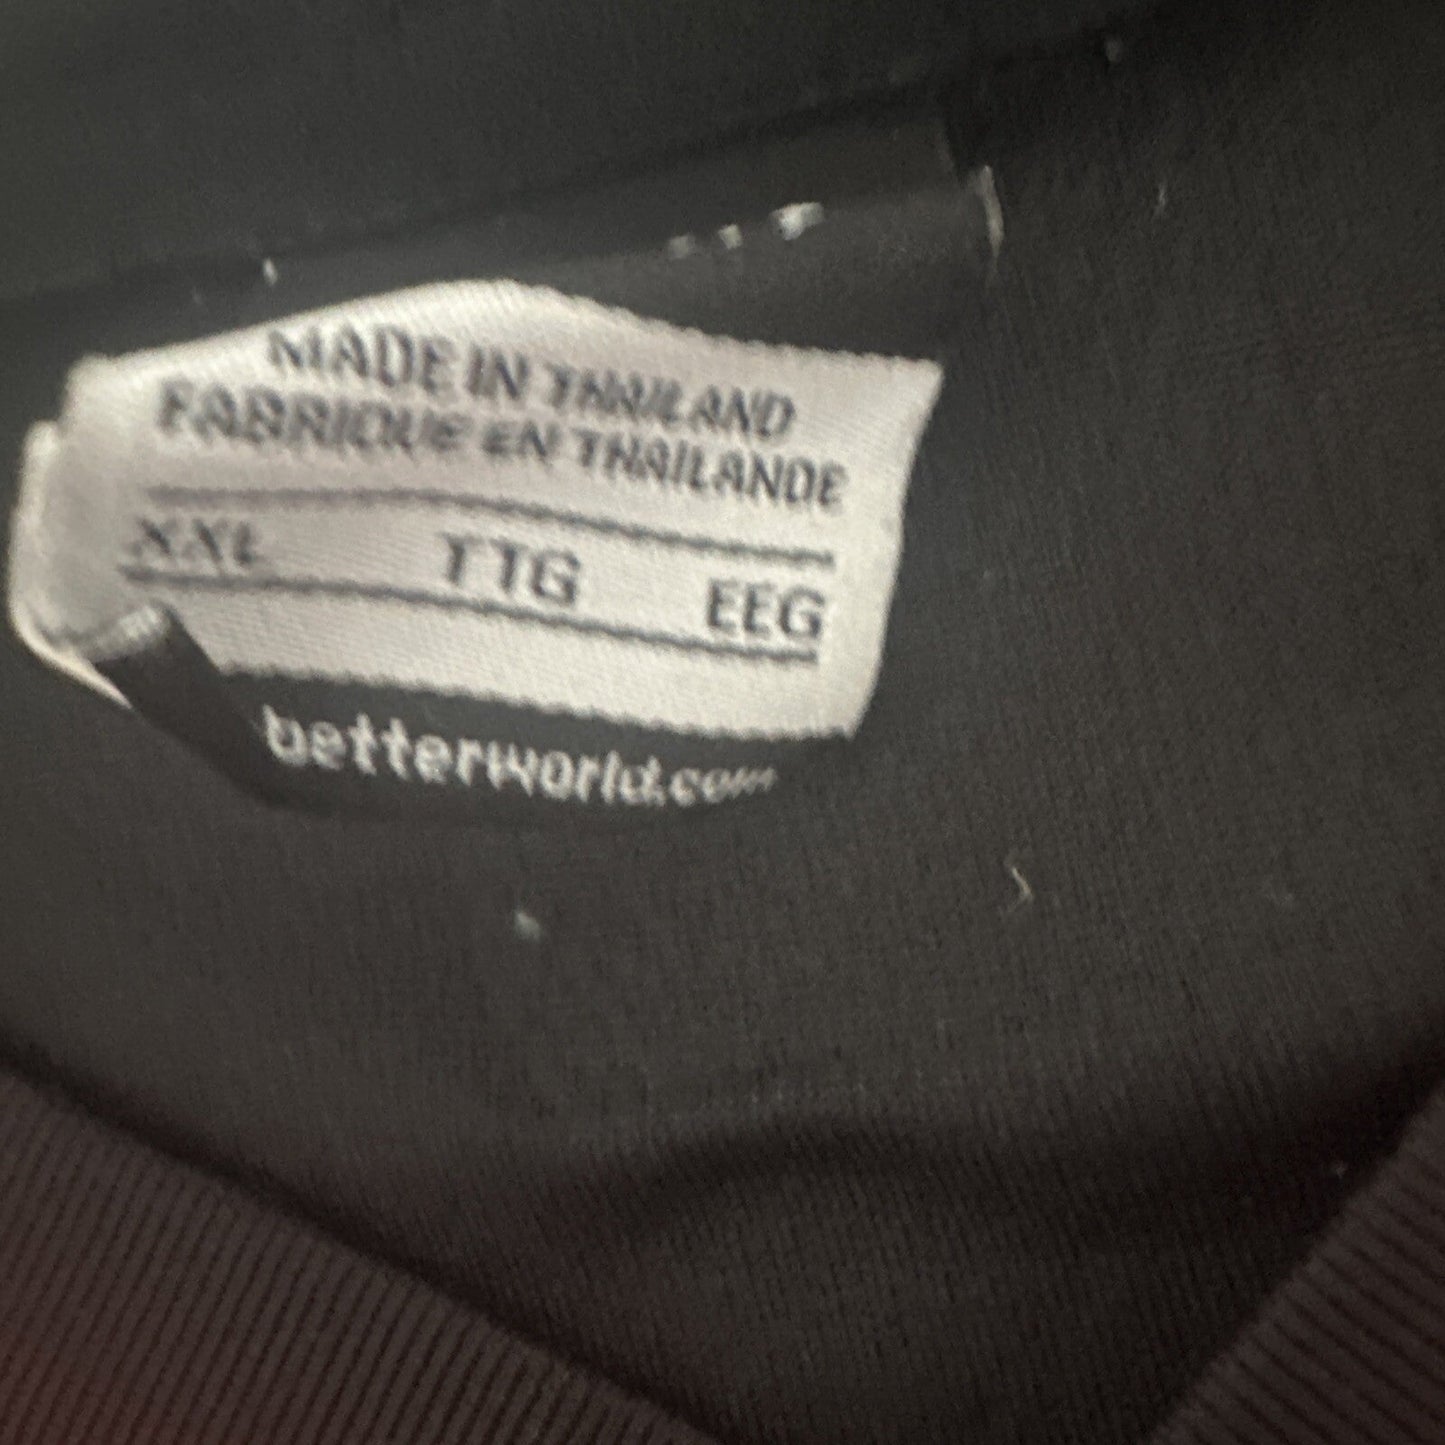 MADE IN THAILAND
FABRIQUE EN THAILANDE
XXL TTG EEG
betterworld.com